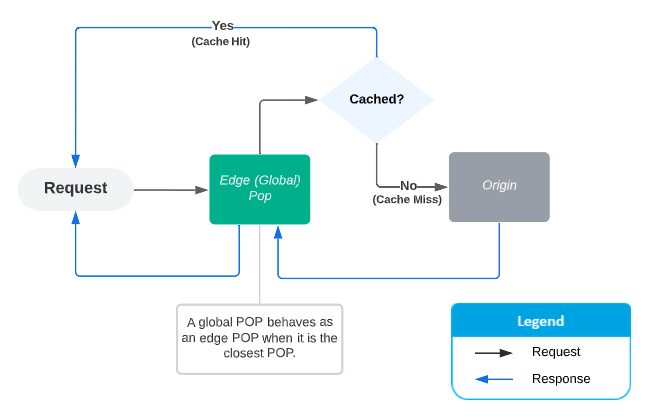 Yes
(Cache Hit)
Cached?
Request
Edge (Global)
Pop
No
(Cache Miss)
Origin
A global POP behaves as
an edge POP when it is the
closest POP.
Legend
Request
Response